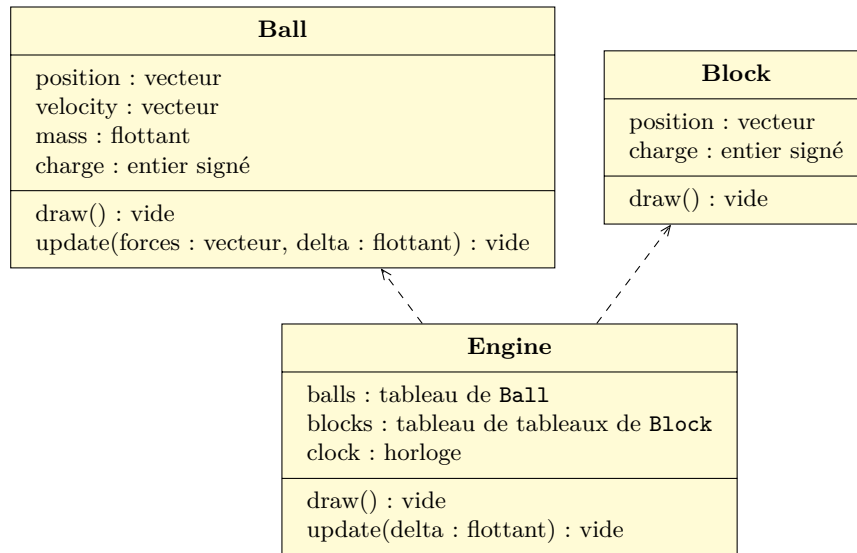 Ball
position : vecteur
velocity : vecteur
mass : flottant
charge : entier signé
draw() : vide
update(forces : vecteur, delta : flottant) : vide
Block
position : vecteur
charge : entier signé
draw() : vide
Engine
balls : tableau de Ball
blocks : tableau de tableaux de Block
clock : horloge
draw() : vide
update(delta : flottant) : vide